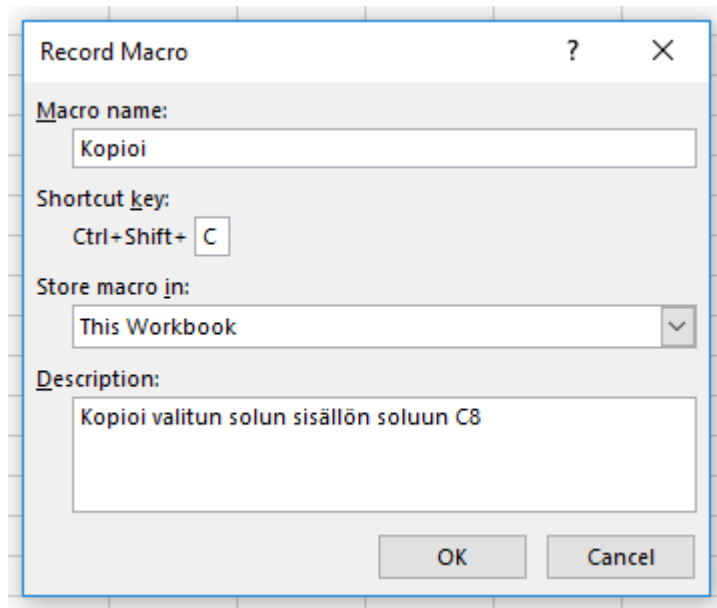 Record Macro ?
Macro name:
Kopioi
Shortcut key:
Ctrl+Shift+ C
Store macro in:
This Workbook
Description:
Kopioi valitun solun sisällön soluun C8
OK Cancel